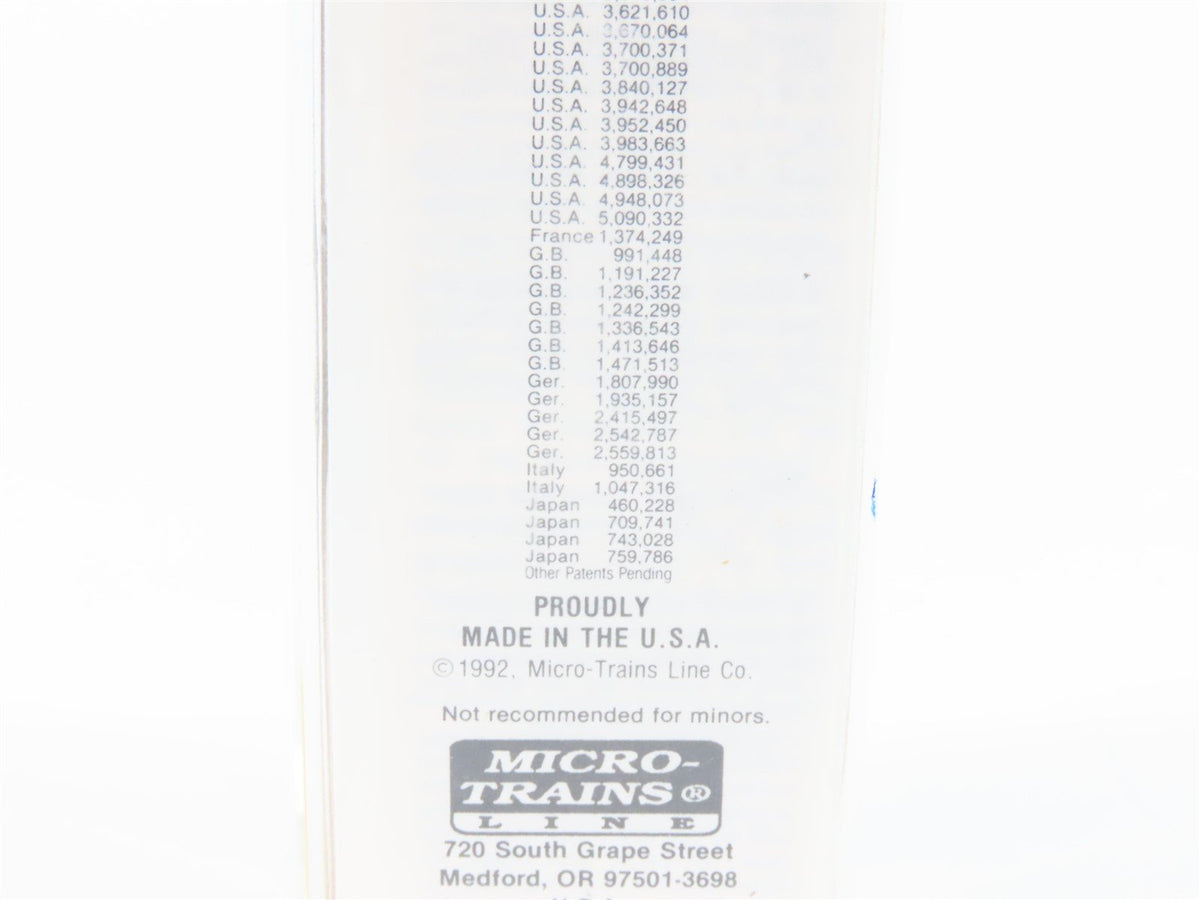 U.S.A. 3,621,610
U.S.A. 3,670,064
U.S.A. 3,700,371
U.S.A. 3,700,889
U.S.A. 3,840,127
U.S.A. 3,942,648
U.S.A. 3,952,450
U.S.A. 3,983,663
U.S.A. 4,799,431
U.S.A. 4,898,326
U.S.A. 4,948,073
U.S.A. 5,090,332
France 1,374,249
G.B. 991,448
G.B. 1,191,227
G.B. 1,236,352
G.B. 1,242,299
G.B. 1,336,543
G.B. 1,413,646
G.B. 1,471,513
Ger. 1,807,990
Ger. 1,935,157
Ger. 2,415,497
Ger. 2,542,787
Ger. 2,559,813
Italy 950,661
Italy 1,047,316
Japan 460,228
Japan 709,741
Japan 743,028
Japan 759,786
Other Patents Pending
PROUDLY
MADE IN THE U.S.A.
©1992, Micro-Trains Line Co.
Not recommended for minors.
MICRO-
TRAINS®
LINE
720 South Grape Street
Medford, OR 97501-3698